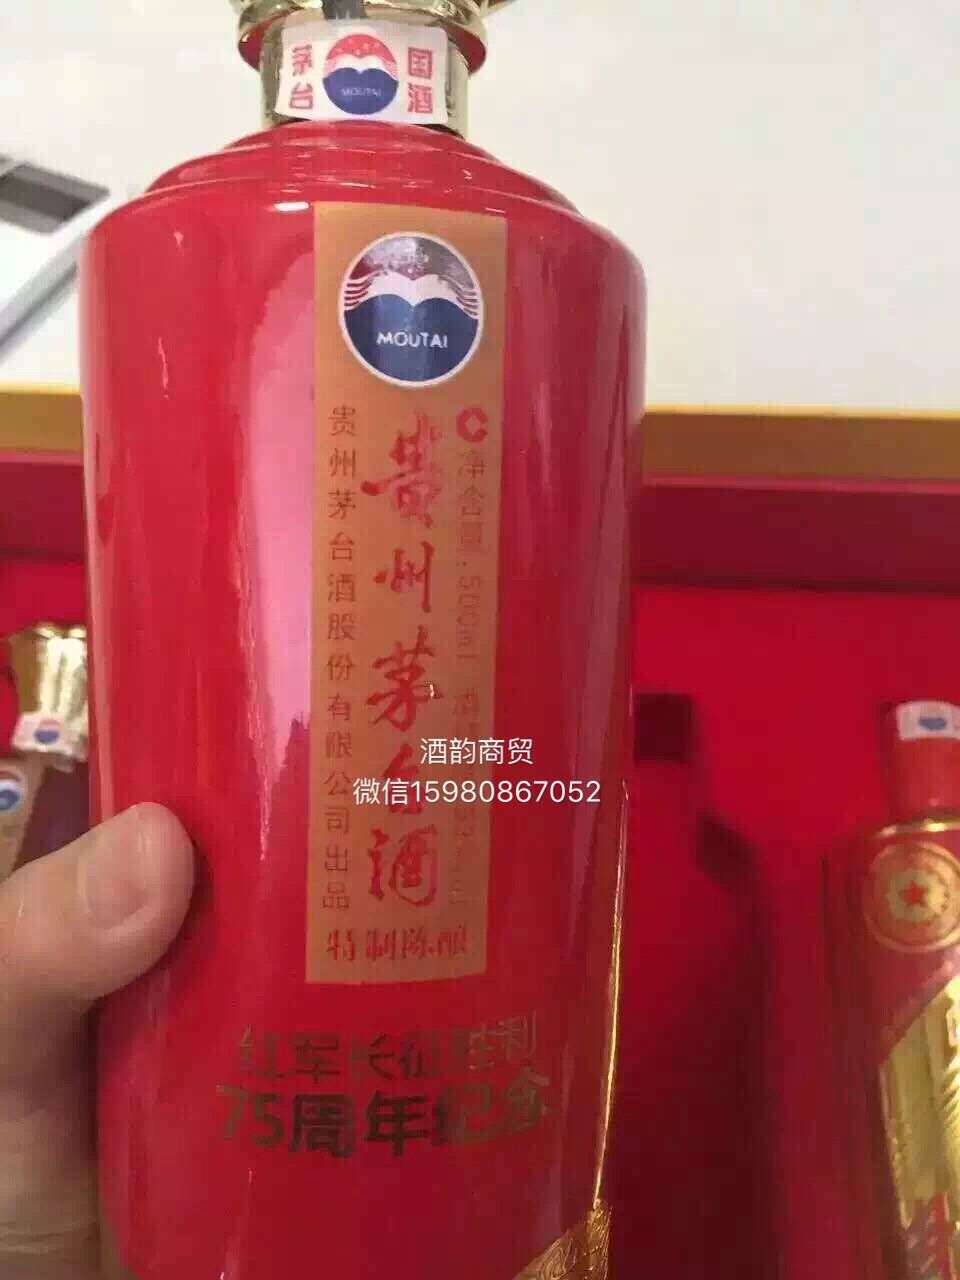 国酒
茅台
MOUTAI
MOUTAI
净含量:500ml
贵州茅台酒
贵州茅台酒股份有限公司出品
特制陈酿
酒韵商贸
微信15980867052
红军长征胜利
75周年纪念